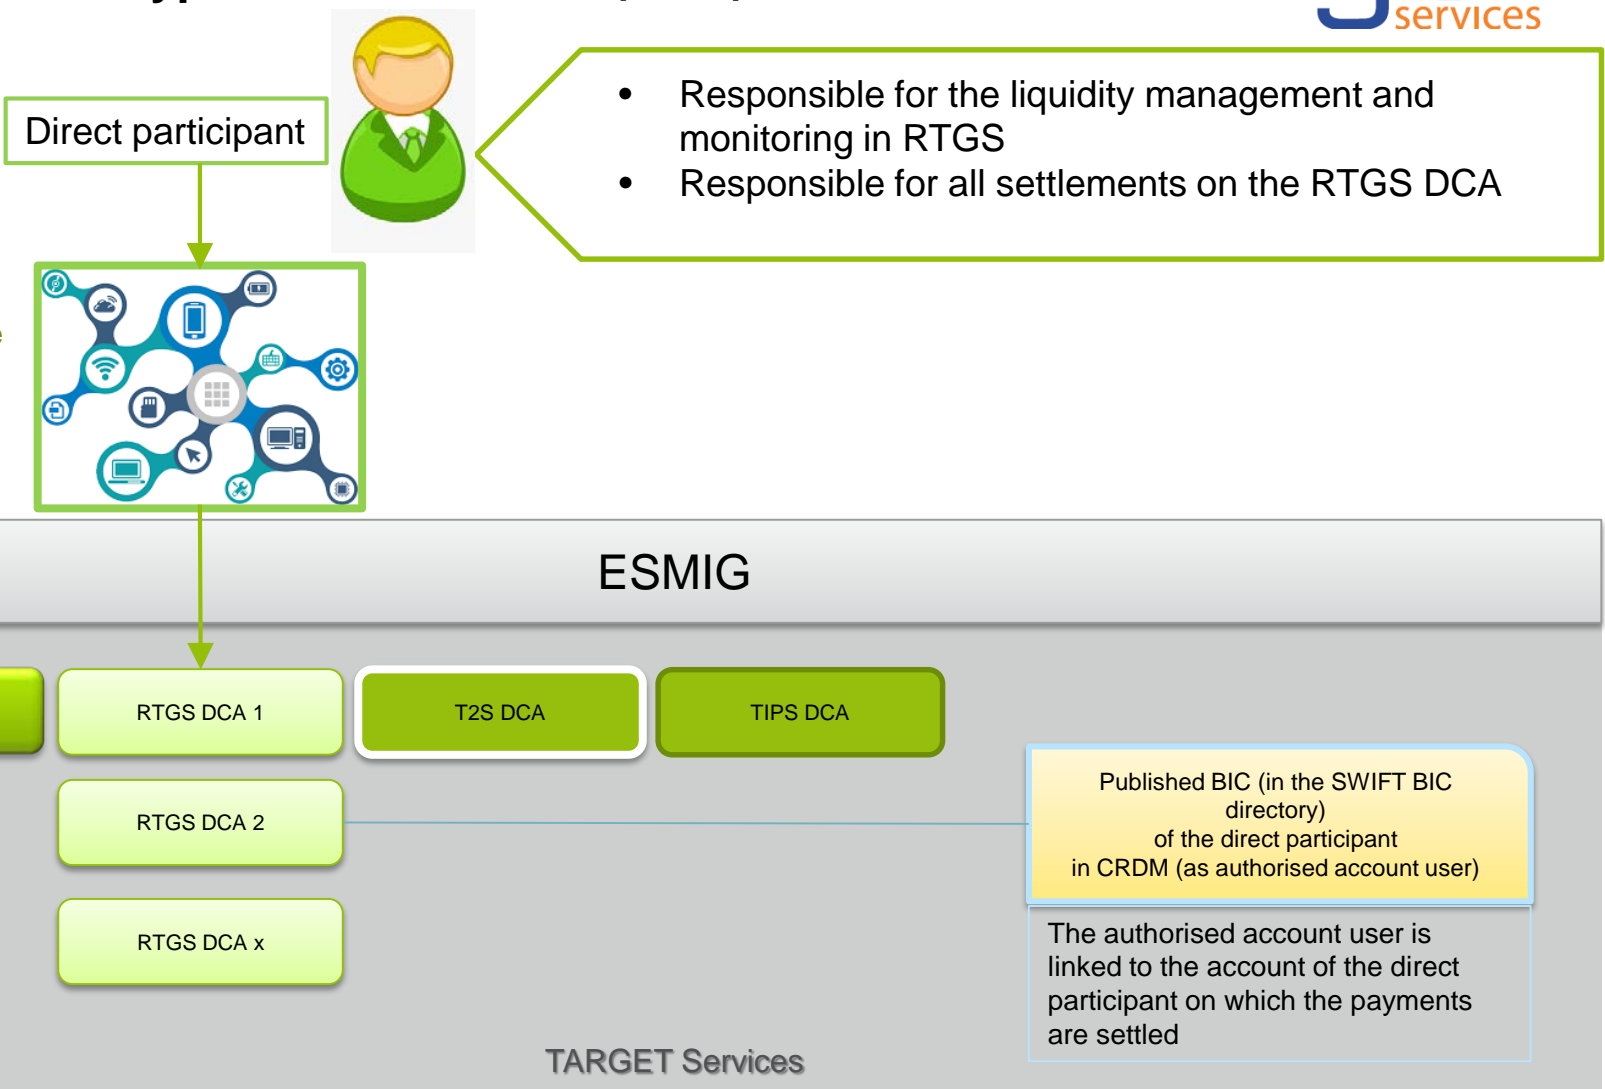 services
Direct participant
• Responsible for the liquidity management and
monitoring in RTGS
• Responsible for all settlements on the RTGS DCA
ESMIG
RTGS DCA 1
T2S DCA
TIPS DCA
RTGS DCA 2
RTGS DCA x
Published BIC (in the SWIFT BIC
directory)
of the direct participant
in CRDM (as authorised account user)
The authorised account user is
linked to the account of the direct
participant on which the payments
are settled
TARGET Services